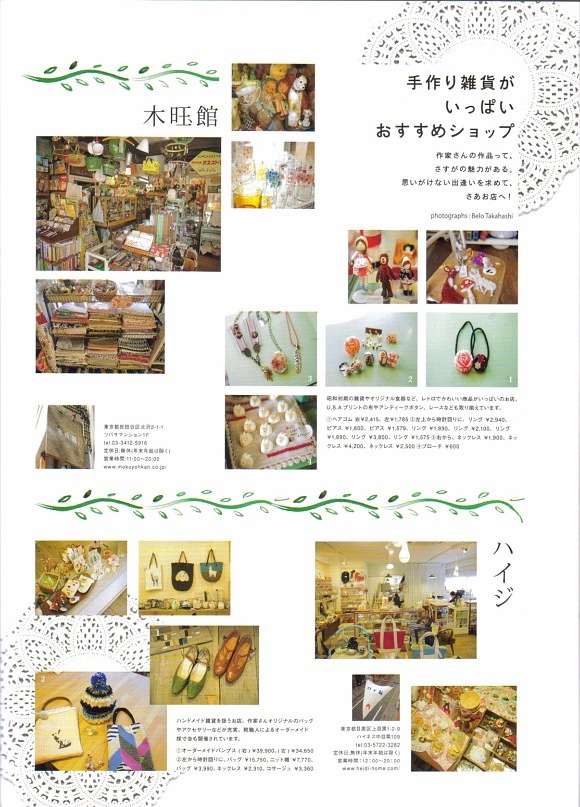 手作り雑貨が
いっぱい
おすすめショップ
作家さんの作品って、
さすがの魅力がある。
思いがけない出逢いを求めて、
さあお店へ！
photographs : Belo Takahashi
木旺館
3
2
1
昭和初期の雑貨やオリジナル食器など、レトロでかわいい商品がいっぱいのお店。
U.S.Aプリントの布やアンティークボタン、レースなども取り揃えています。
①ヘアゴム 右¥2,415、左¥1,785 ②左上から時計回りに、リング ¥2,940、
ピアス ¥1,600、ピアス ¥1,579、リング ¥1,890、リング ¥2,100、リング
¥1,890、リング ¥3,800、リング ¥1,575 ③右から、ネックレス ¥1,900、ネッ
クレス ¥4,200、ネックレス ¥2,500 ④ブローチ ¥600
東京都世田谷区北沢2-1-1
ツバサマンション1F
tel:03-3412-5916
定休日:無休(年末年始は除く)
営業時間:11:00〜20:00
www.mokuyohkan.co.jp/
ハイジ
2
ハンドメイド雑貨を扱うお店。作家さんオリジナルのバッグ
やアクセサリーなどが充実。靴職人によるオーダーメイド
採寸会も開催されています。
①オーダーメイドパンプス (右) ¥39,900、(左) ¥34,650
②左から時計回りに、バッグ ¥15,750、ニット帽 ¥7,770、
バッグ ¥3,990、ネックレス ¥2,310、コサージュ ¥3,360
東京都目黒区上目黒1-2-9
ハイネス中目黒109
tel:03-5722-3282
定休日:無休(年末年始は除く)
営業時間:12:00〜20:00
www.heidi-home.com/